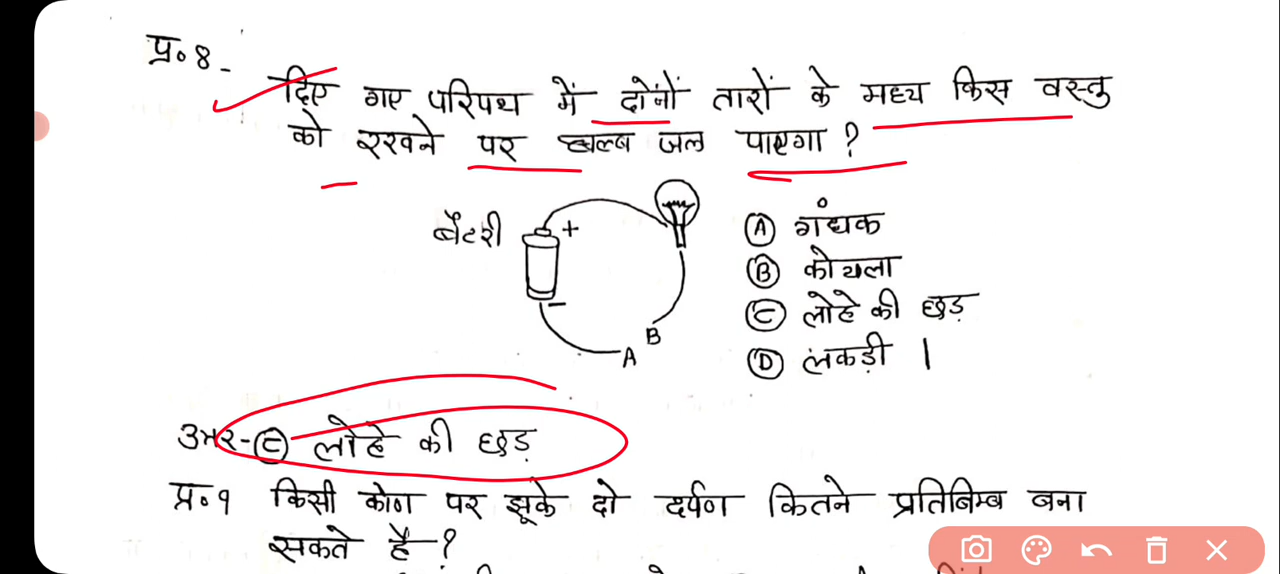 प्र०8-
दिए गए परिपथ में दोनों तारों के मध्य किस वस्तु
को रखने पर बल्ब जल पाएगा?
बैटरी + -
A B
Ⓐ गंधक
Ⓑ कोयला
Ⓒ लोहे की छड़
Ⓓ लकड़ी ।
उत्तर-Ⓒ लोहे की छड़
प्र०9 किसी कोण पर झूके दो दर्पण कितने प्रतिबिम्ब बना
सकते है?